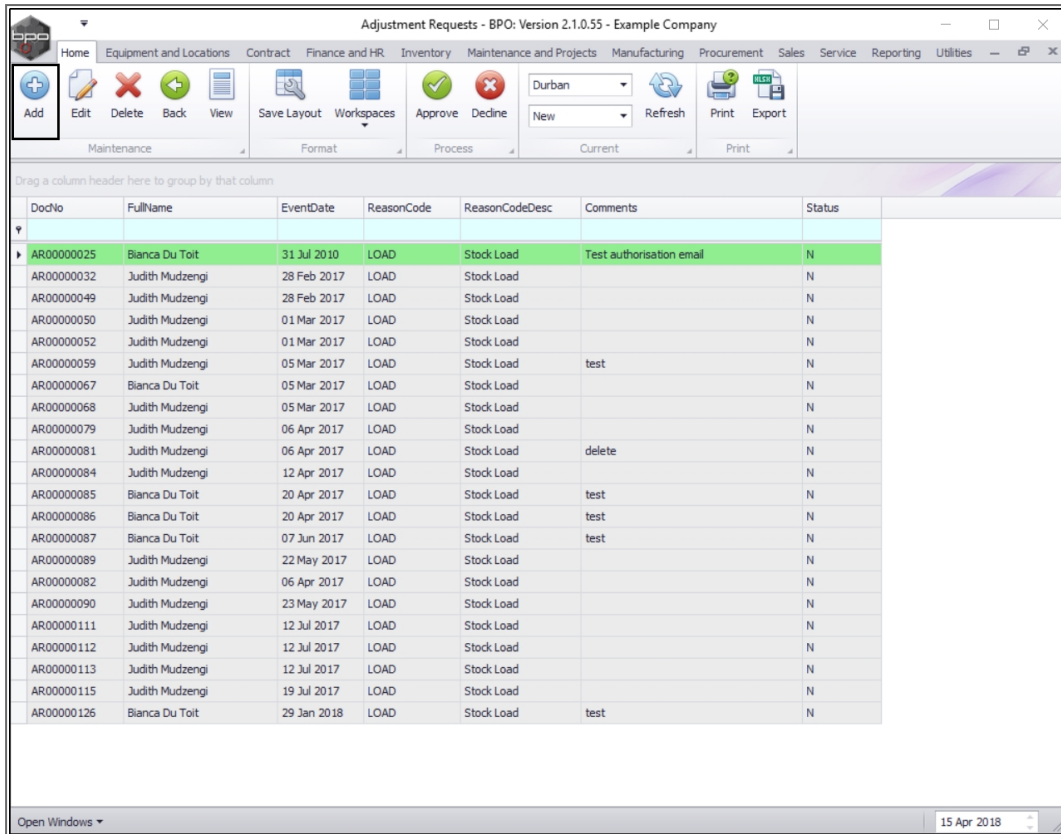 Adjustment Requests - BPO: Version 2.1.0.55 - Example Company
bpo
Home Equipment and Locations Contract Finance and HR Inventory Maintenance and Projects Manufacturing Procurement Sales Service Reporting Utilities
Add Edit Delete Back View Save Layout Workspaces Approve Decline Durban New Refresh Print Export
Maintenance Format Process Current Print
Drag a column header here to group by that column
DocNo FullName EventDate ReasonCode ReasonCodeDesc Comments Status
AR00000025 Bianca Du Toit 31 Jul 2010 LOAD Stock Load Test authorisation email N
AR00000032 Judith Mudzengi 28 Feb 2017 LOAD Stock Load N
AR00000049 Judith Mudzengi 28 Feb 2017 LOAD Stock Load N
AR00000050 Judith Mudzengi 01 Mar 2017 LOAD Stock Load N
AR00000052 Judith Mudzengi 01 Mar 2017 LOAD Stock Load N
AR00000059 Judith Mudzengi 05 Mar 2017 LOAD Stock Load test N
AR00000067 Bianca Du Toit 05 Mar 2017 LOAD Stock Load N
AR00000068 Judith Mudzengi 05 Mar 2017 LOAD Stock Load N
AR00000079 Judith Mudzengi 06 Apr 2017 LOAD Stock Load N
AR00000081 Judith Mudzengi 06 Apr 2017 LOAD Stock Load delete N
AR00000084 Judith Mudzengi 12 Apr 2017 LOAD Stock Load N
AR00000085 Bianca Du Toit 20 Apr 2017 LOAD Stock Load test N
AR00000086 Bianca Du Toit 20 Apr 2017 LOAD Stock Load test N
AR00000087 Bianca Du Toit 07 Jun 2017 LOAD Stock Load test N
AR00000089 Judith Mudzengi 22 May 2017 LOAD Stock Load N
AR00000082 Judith Mudzengi 06 Apr 2017 LOAD Stock Load N
AR00000090 Judith Mudzengi 23 May 2017 LOAD Stock Load N
AR00000111 Judith Mudzengi 12 Jul 2017 LOAD Stock Load N
AR00000112 Judith Mudzengi 12 Jul 2017 LOAD Stock Load N
AR00000113 Judith Mudzengi 12 Jul 2017 LOAD Stock Load N
AR00000115 Judith Mudzengi 19 Jul 2017 LOAD Stock Load N
AR00000126 Bianca Du Toit 29 Jan 2018 LOAD Stock Load test N
Open Windows 15 Apr 2018